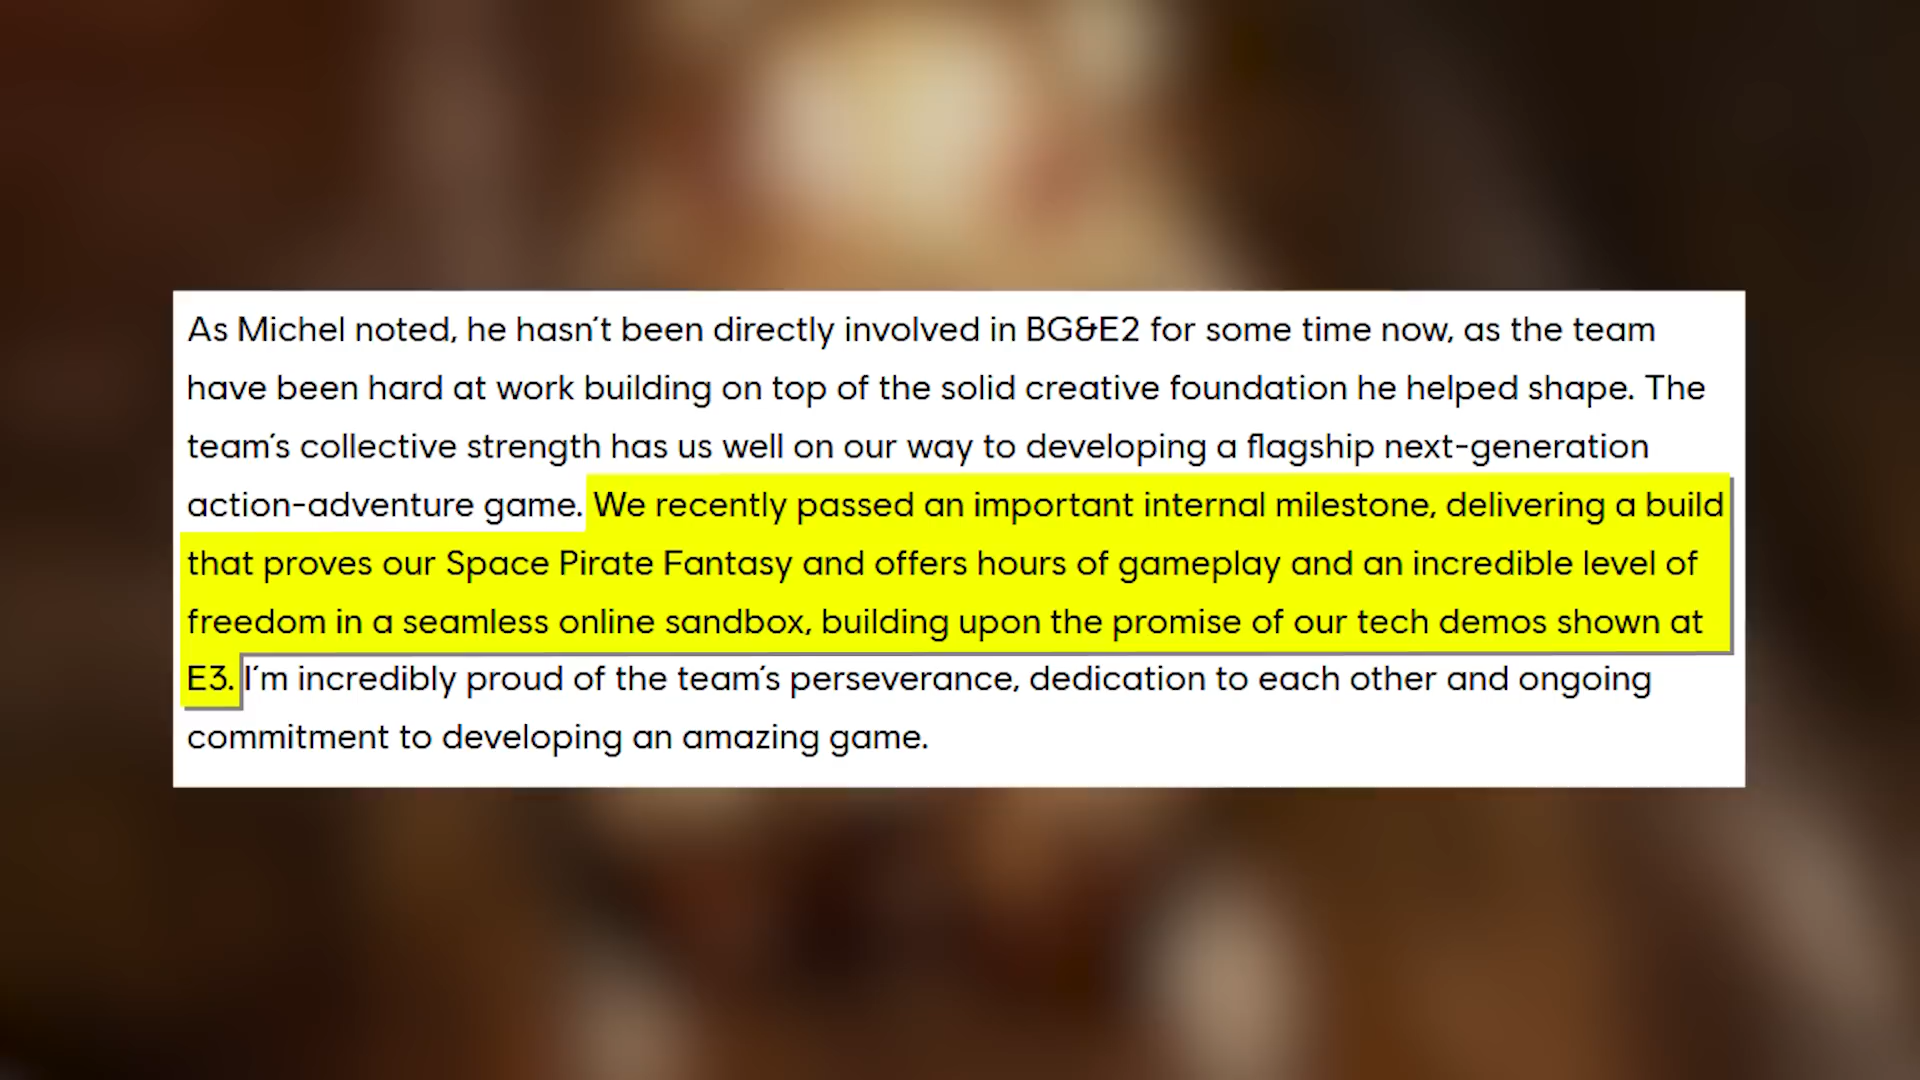 As Michel noted, he hasn't been directly involved in BG&E2 for some time now, as the team
have been hard at work building on top of the solid creative foundation he helped shape. The
team's collective strength has us well on our way to developing a flagship next-generation
action-adventure game. We recently passed an important internal milestone, delivering a build
that proves our Space Pirate Fantasy and offers hours of gameplay and an incredible level of
freedom in a seamless online sandbox, building upon the promise of our tech demos shown at
E3. I'm incredibly proud of the team's perseverance, dedication to each other and ongoing
commitment to developing an amazing game.